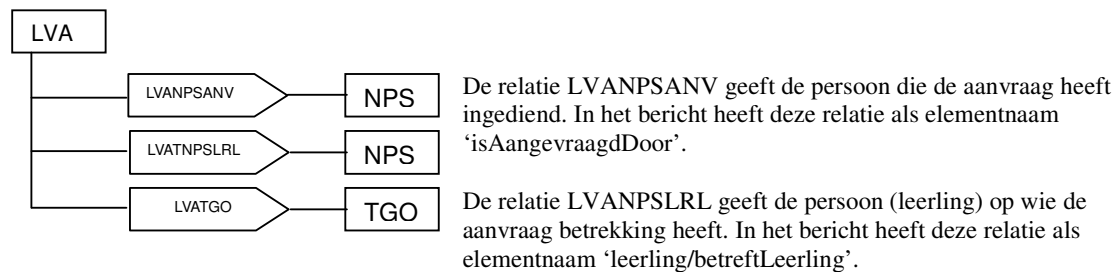 LVA
LVANPSANV
NPS
LVATNPSLRL
NPS
LVATGO
TGO
De relatie LVANPSANV geeft de persoon die de aanvraag heeft
ingediend. In het bericht heeft deze relatie als elementnaam
‘isAangevraagdDoor’.
De relatie LVANPSLRL geeft de persoon (leerling) op wie de
aanvraag betrekking heeft. In het bericht heeft deze relatie als
elementnaam ‘leerling/betreftLeerling’.